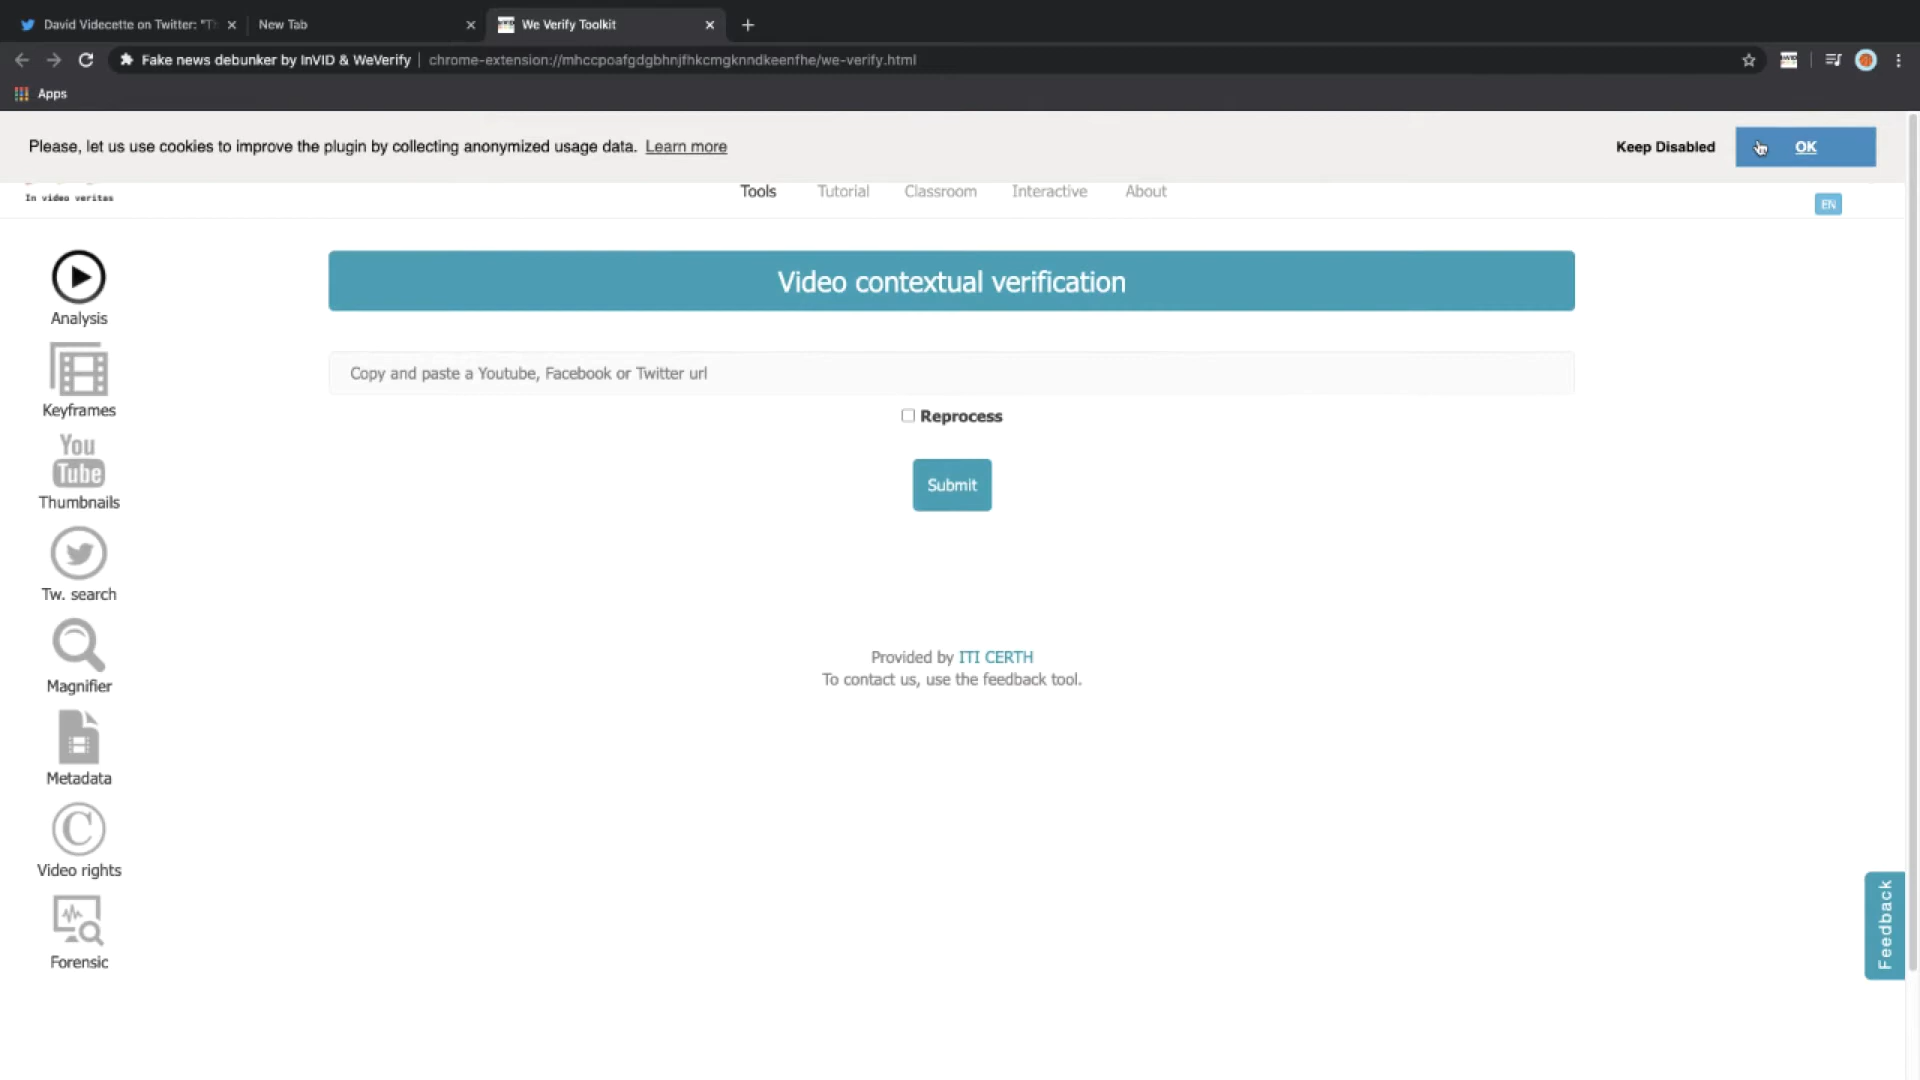 David Videcette on Twitter: "Th
New Tab
We Verify Toolkit
Fake news debunker by InVID & WeVerify
chrome-extension://mhccpoafgdgbhnjfhkcmgknndkeenfhe/we-verify.html
Apps
Please, let us use cookies to improve the plugin by collecting anonymized usage data. Learn more
Keep Disabled
OK
In video veritas
Tools
Tutorial
Classroom
Interactive
About
EN
Video contextual verification
Copy and paste a Youtube, Facebook or Twitter url
Reprocess
Submit
Provided by ITI CERTH
To contact us, use the feedback tool.
Analysis
Keyframes
You
Tube
Thumbnails
Tw. search
Magnifier
Metadata
C
Video rights
Forensic
Feedback